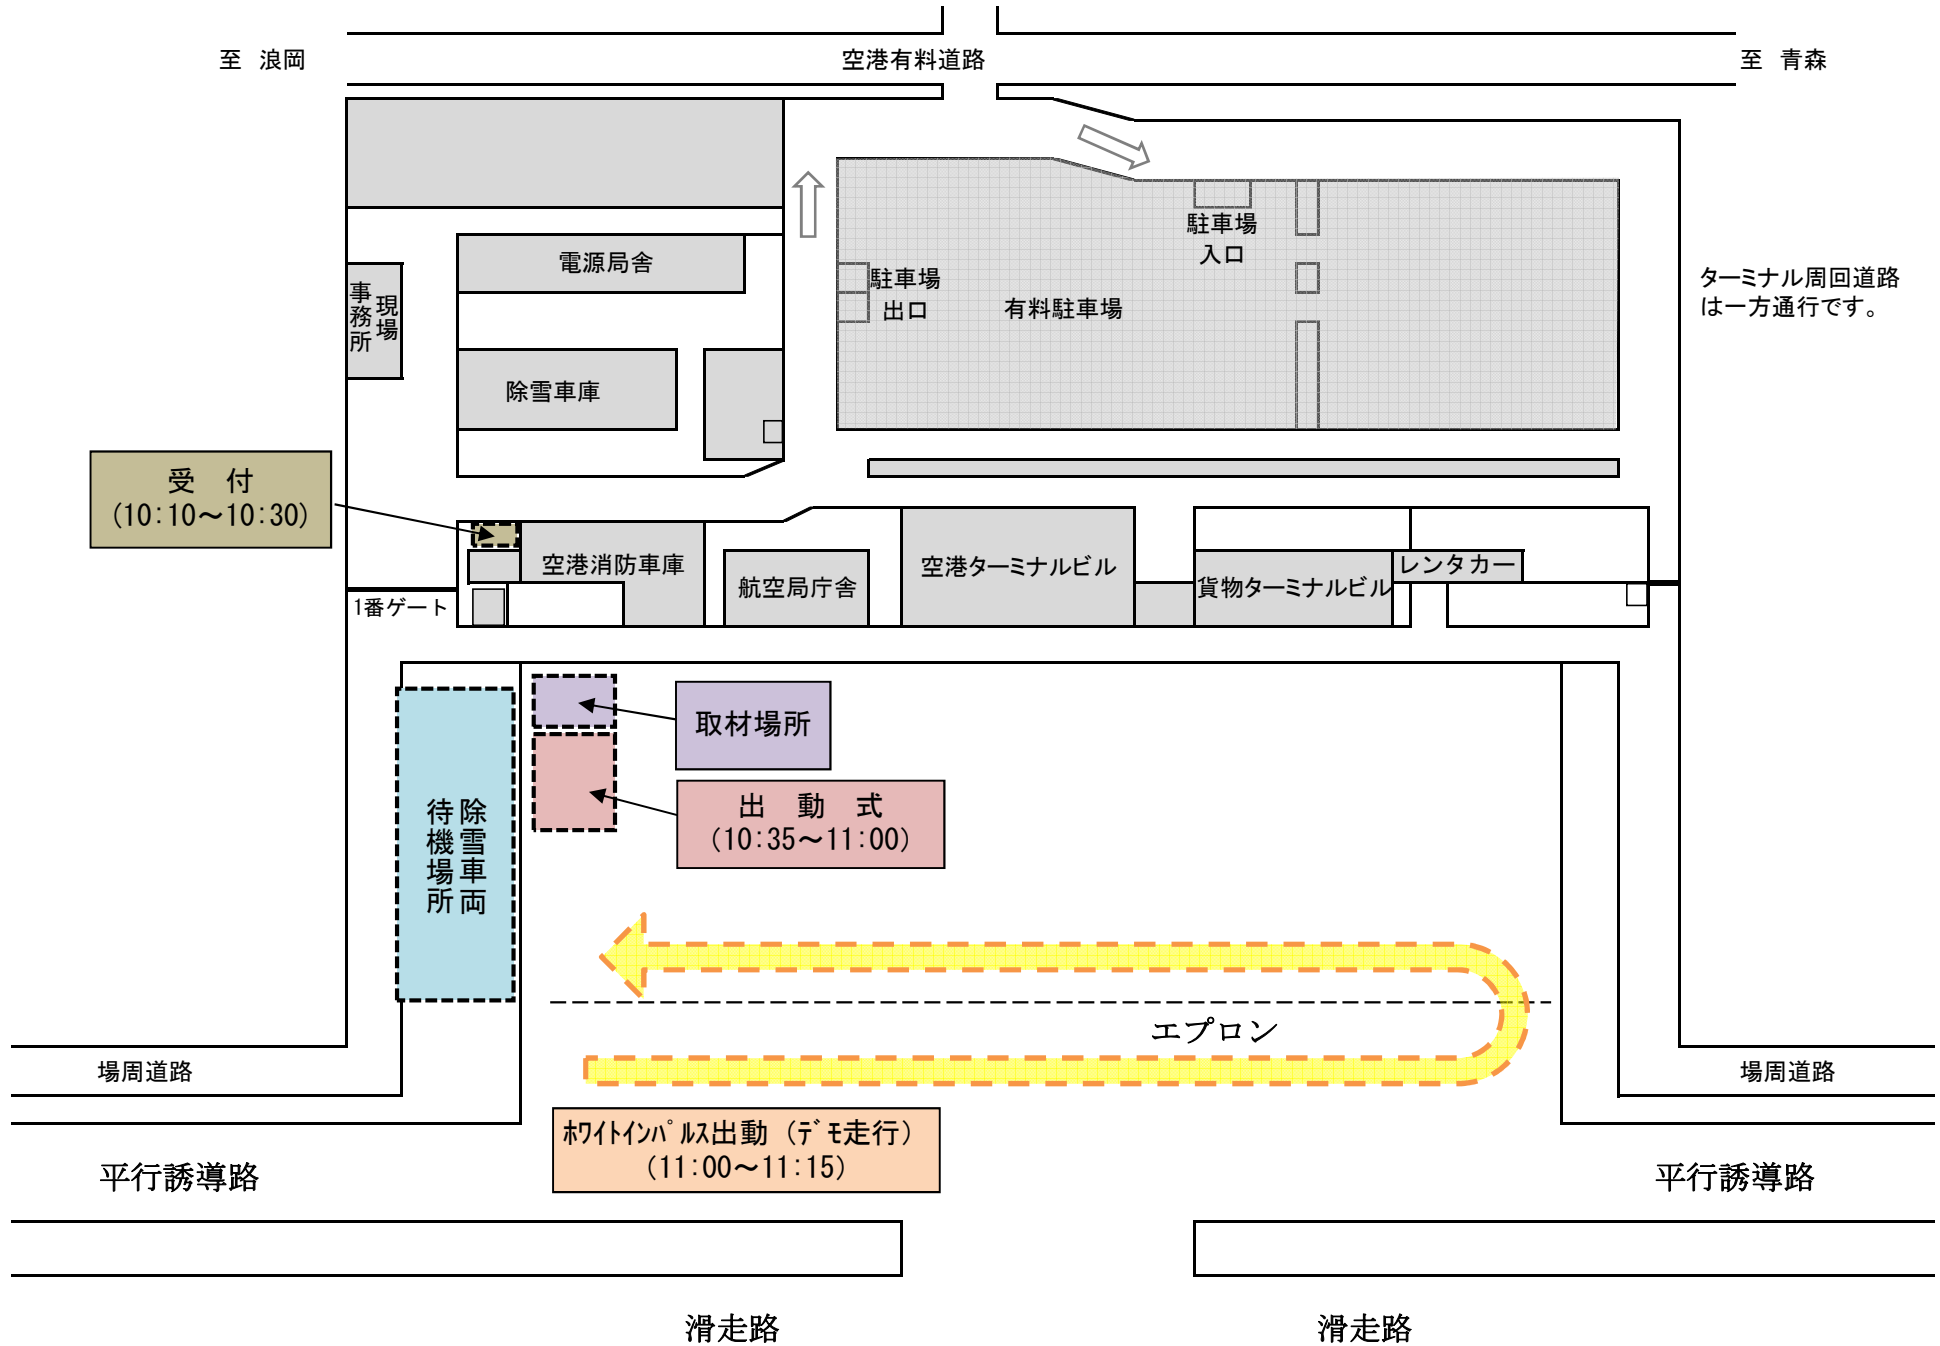 至　浪岡
空港有料道路
至　青森
駐車場
入口
電源局舎
駐車場
出口
有料駐車場
ターミナル周回道路
は一方通行です。
現場
事務所
除雪車庫
受　付
(10:10～10:30)
空港消防車庫
航空局庁舎
空港ターミナルビル
貨物ターミナルビル
レンタカー
1番ゲート
取材場所
出　動　式
(10:35～11:00)
除雪車両
待機場所
エプロン
場周道路
場周道路
ﾎﾜｲﾄｲﾝﾊﾟﾙｽ出動（ﾃﾞﾓ走行）
(11:00～11:15)
平行誘導路
平行誘導路
滑走路
滑走路